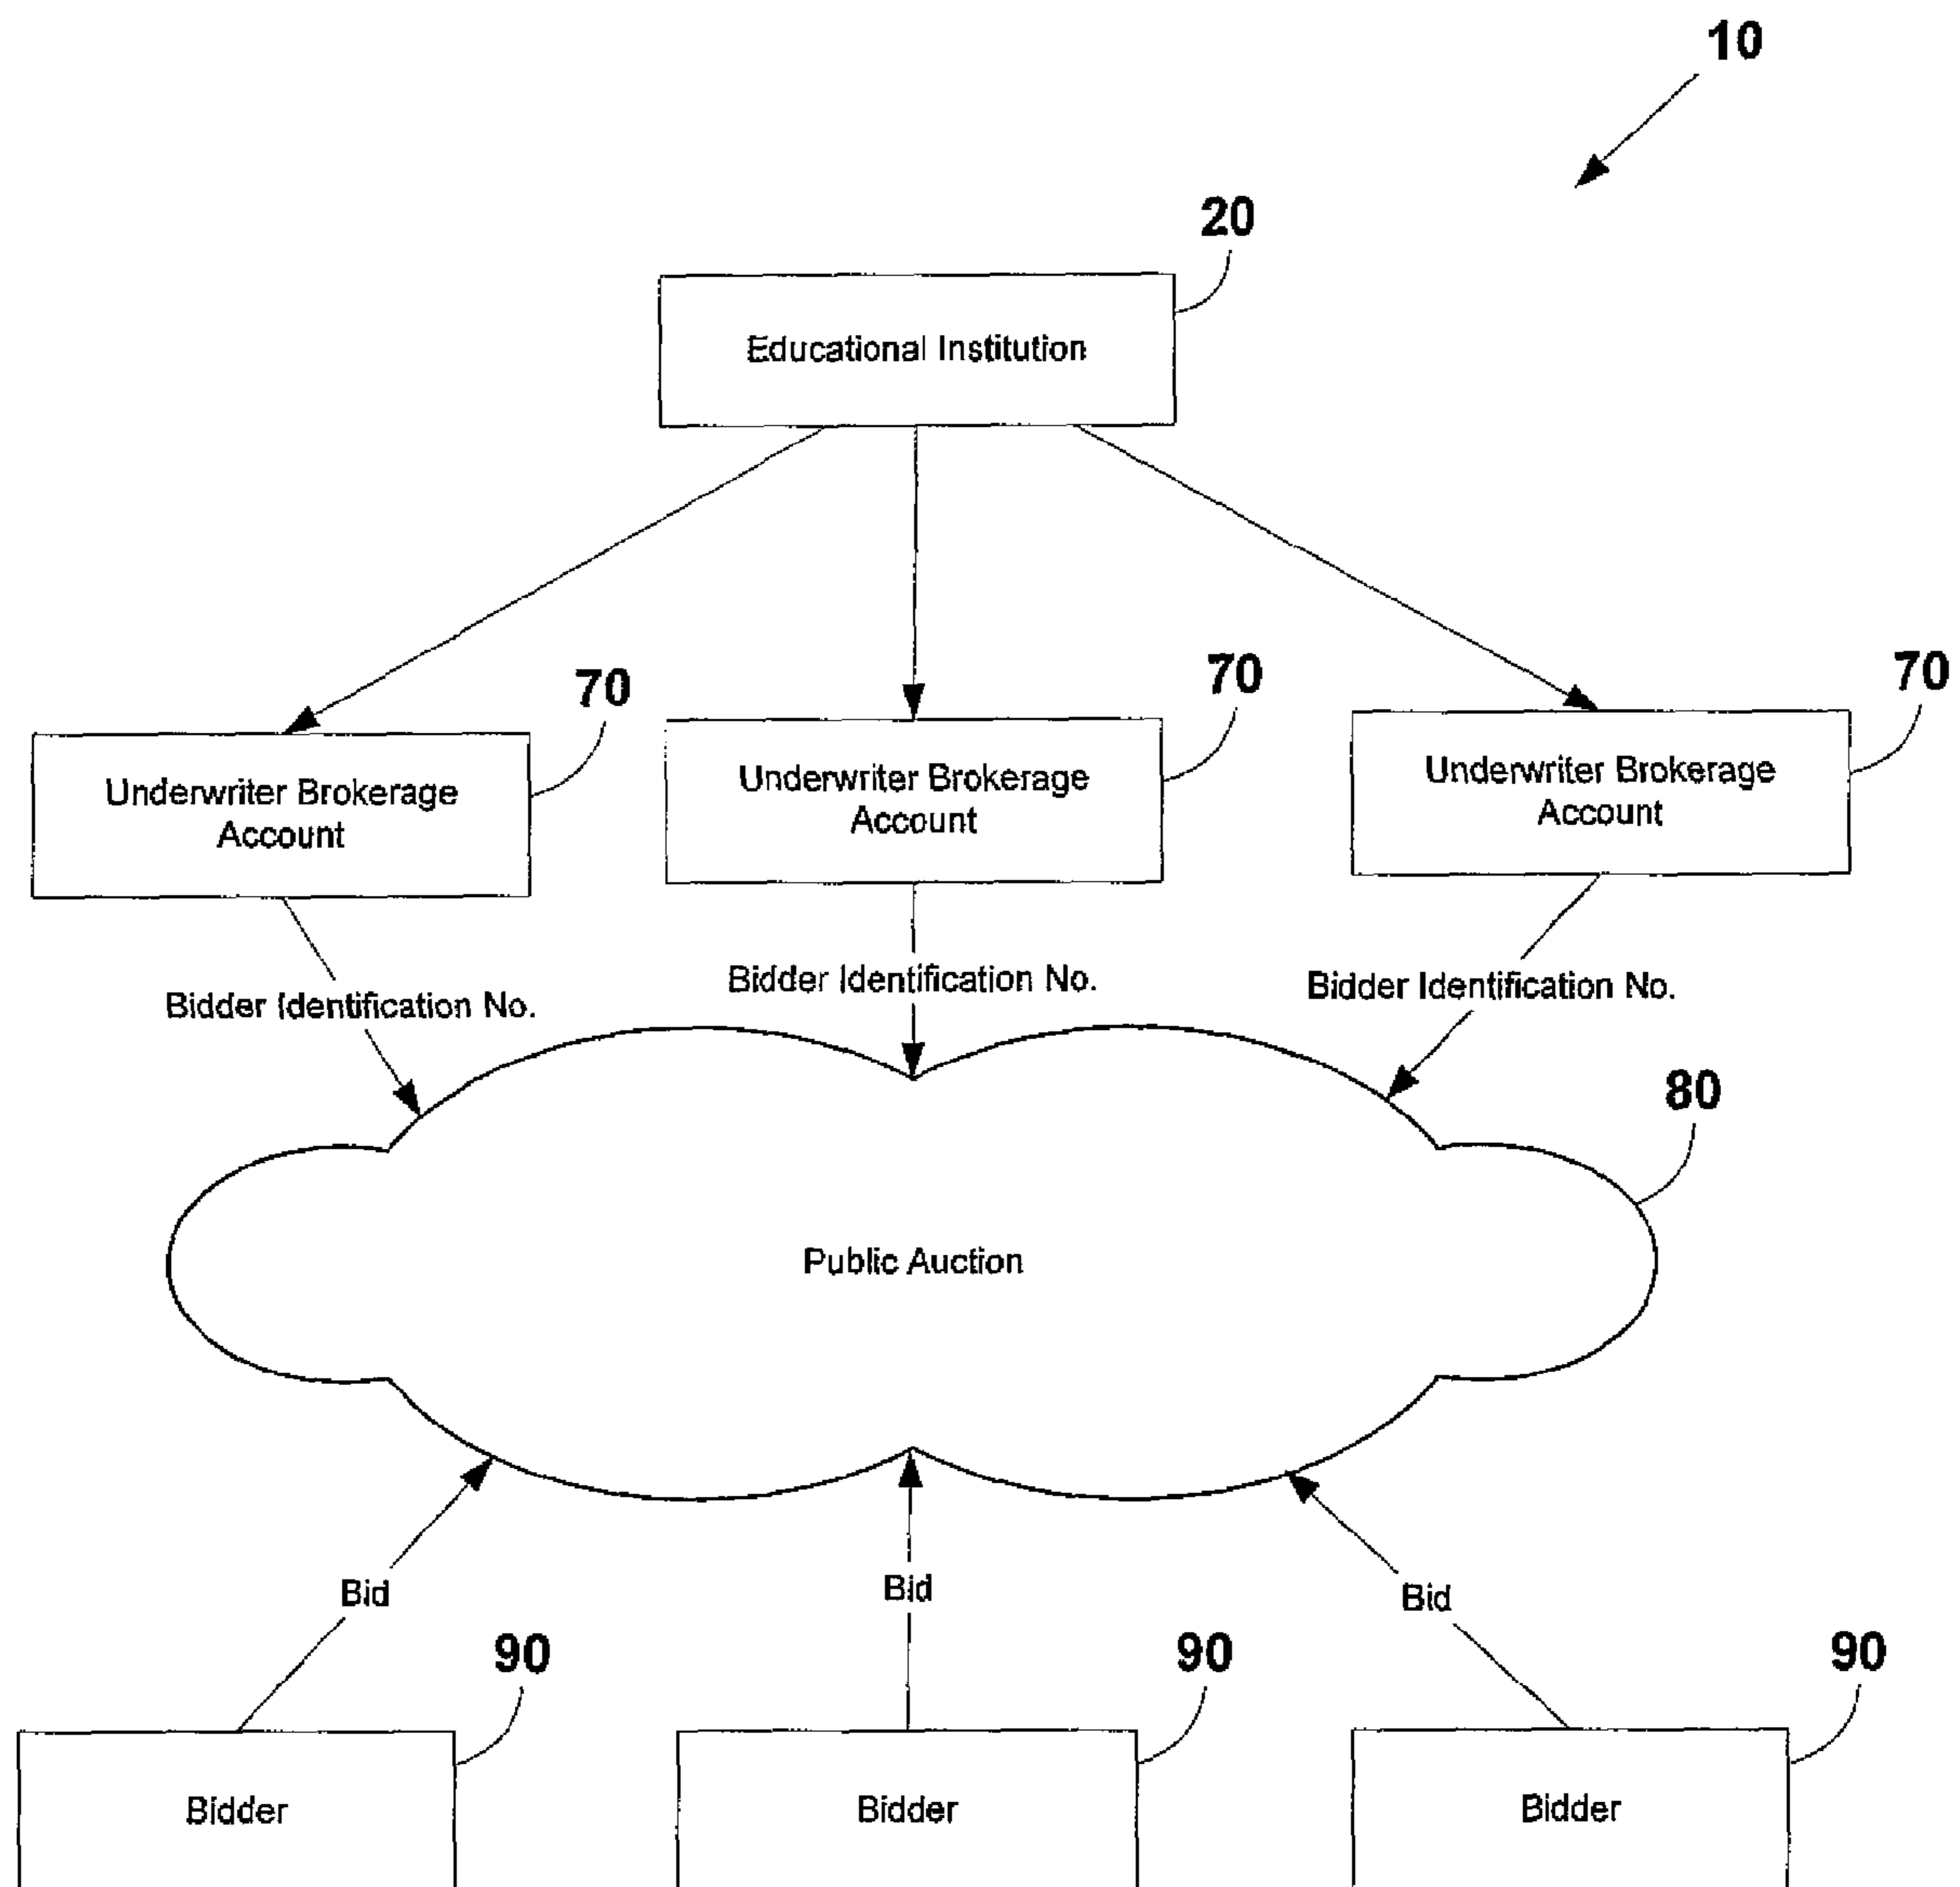 10
20
Educational Institution
70
70
70
Underwriter Brokerage
Account
Underwriter Brokerage
Account
Underwriter Brokerage
Account
Bidder Identification No.
Bidder Identification No.
Bidder Identification No.
80
Public Auction
Bid
Bid
Bid
90
90
90
Bidder
Bidder
Bidder